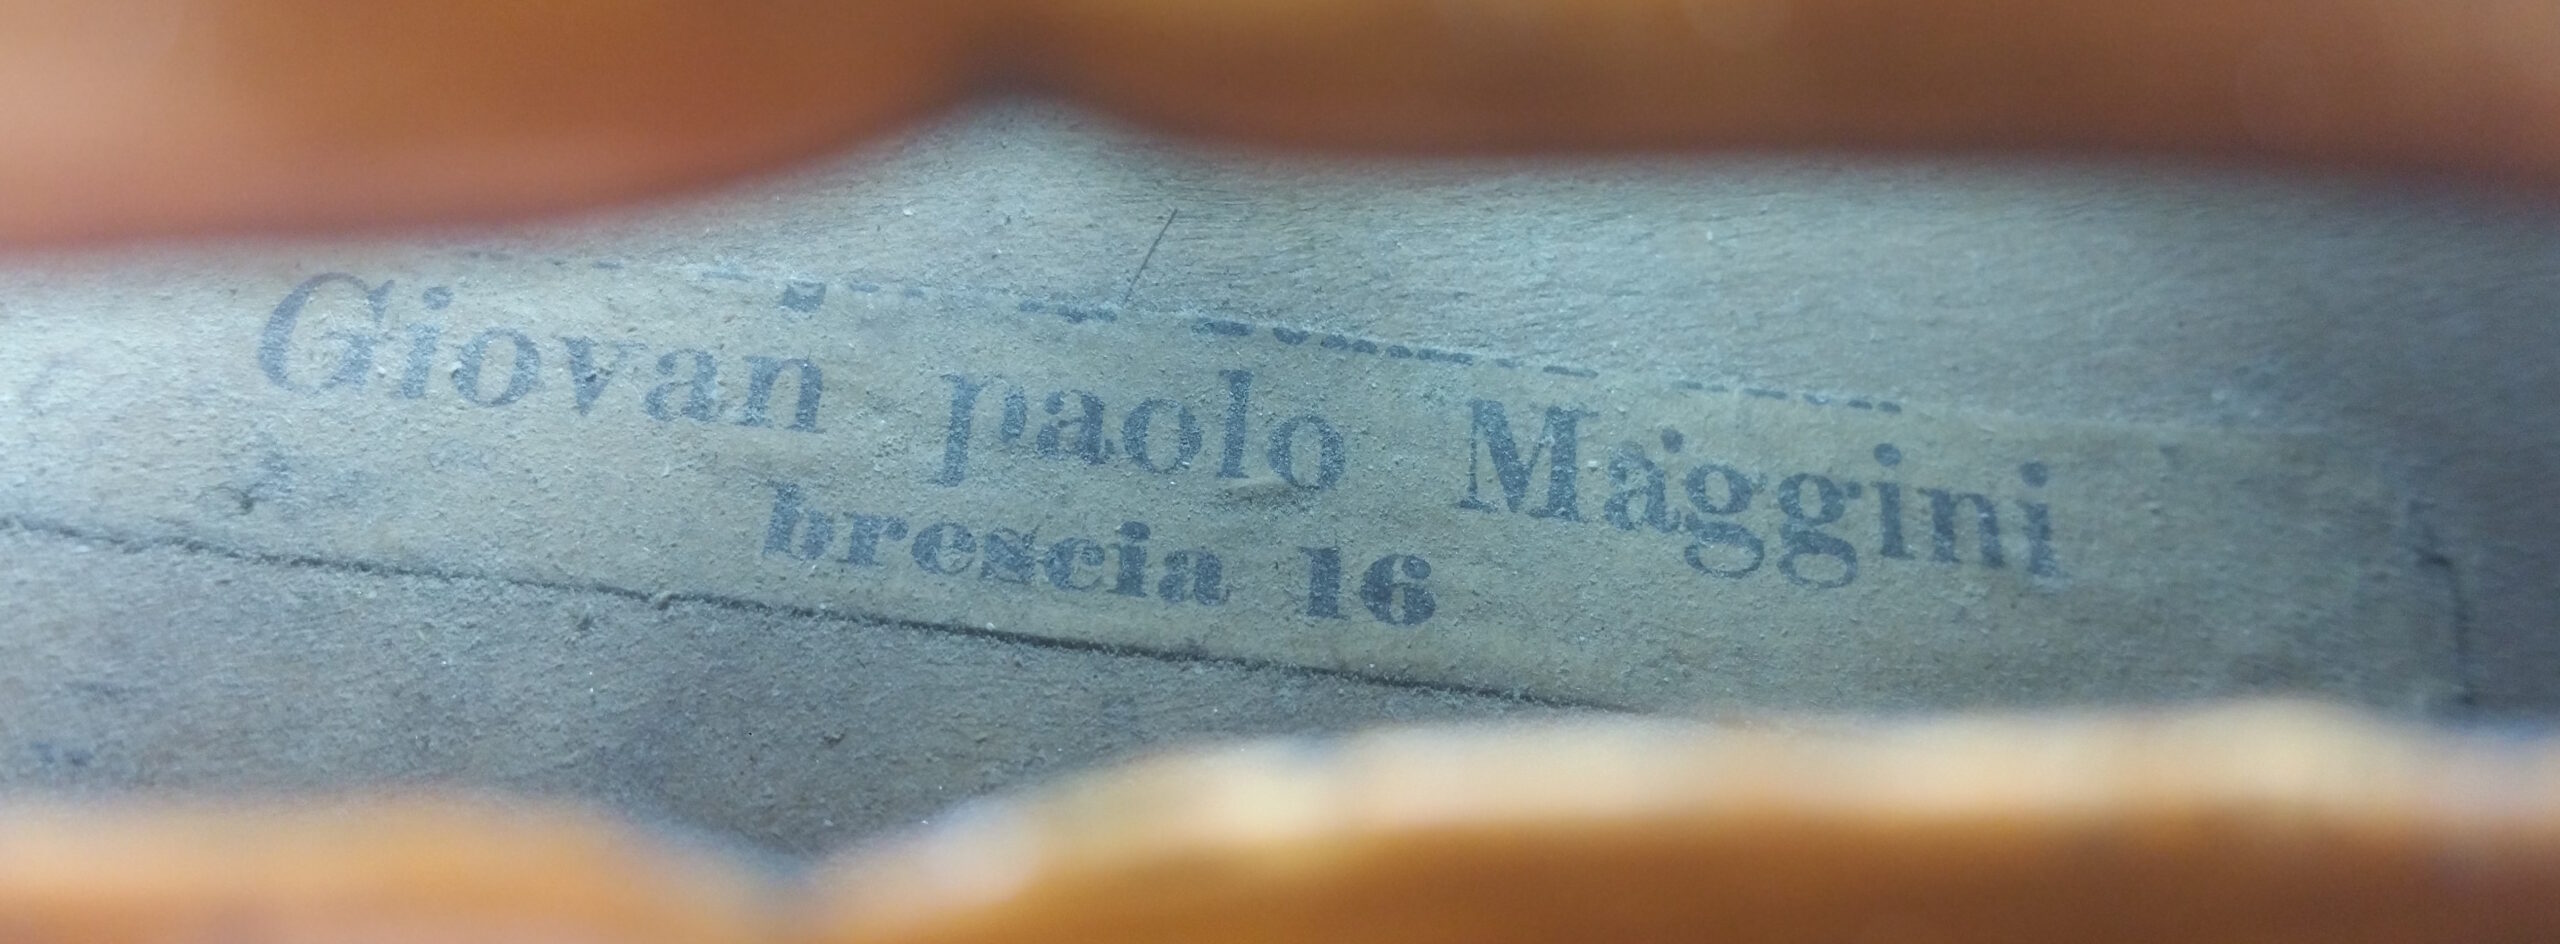 Giovan paolo Maggini
brescia 16